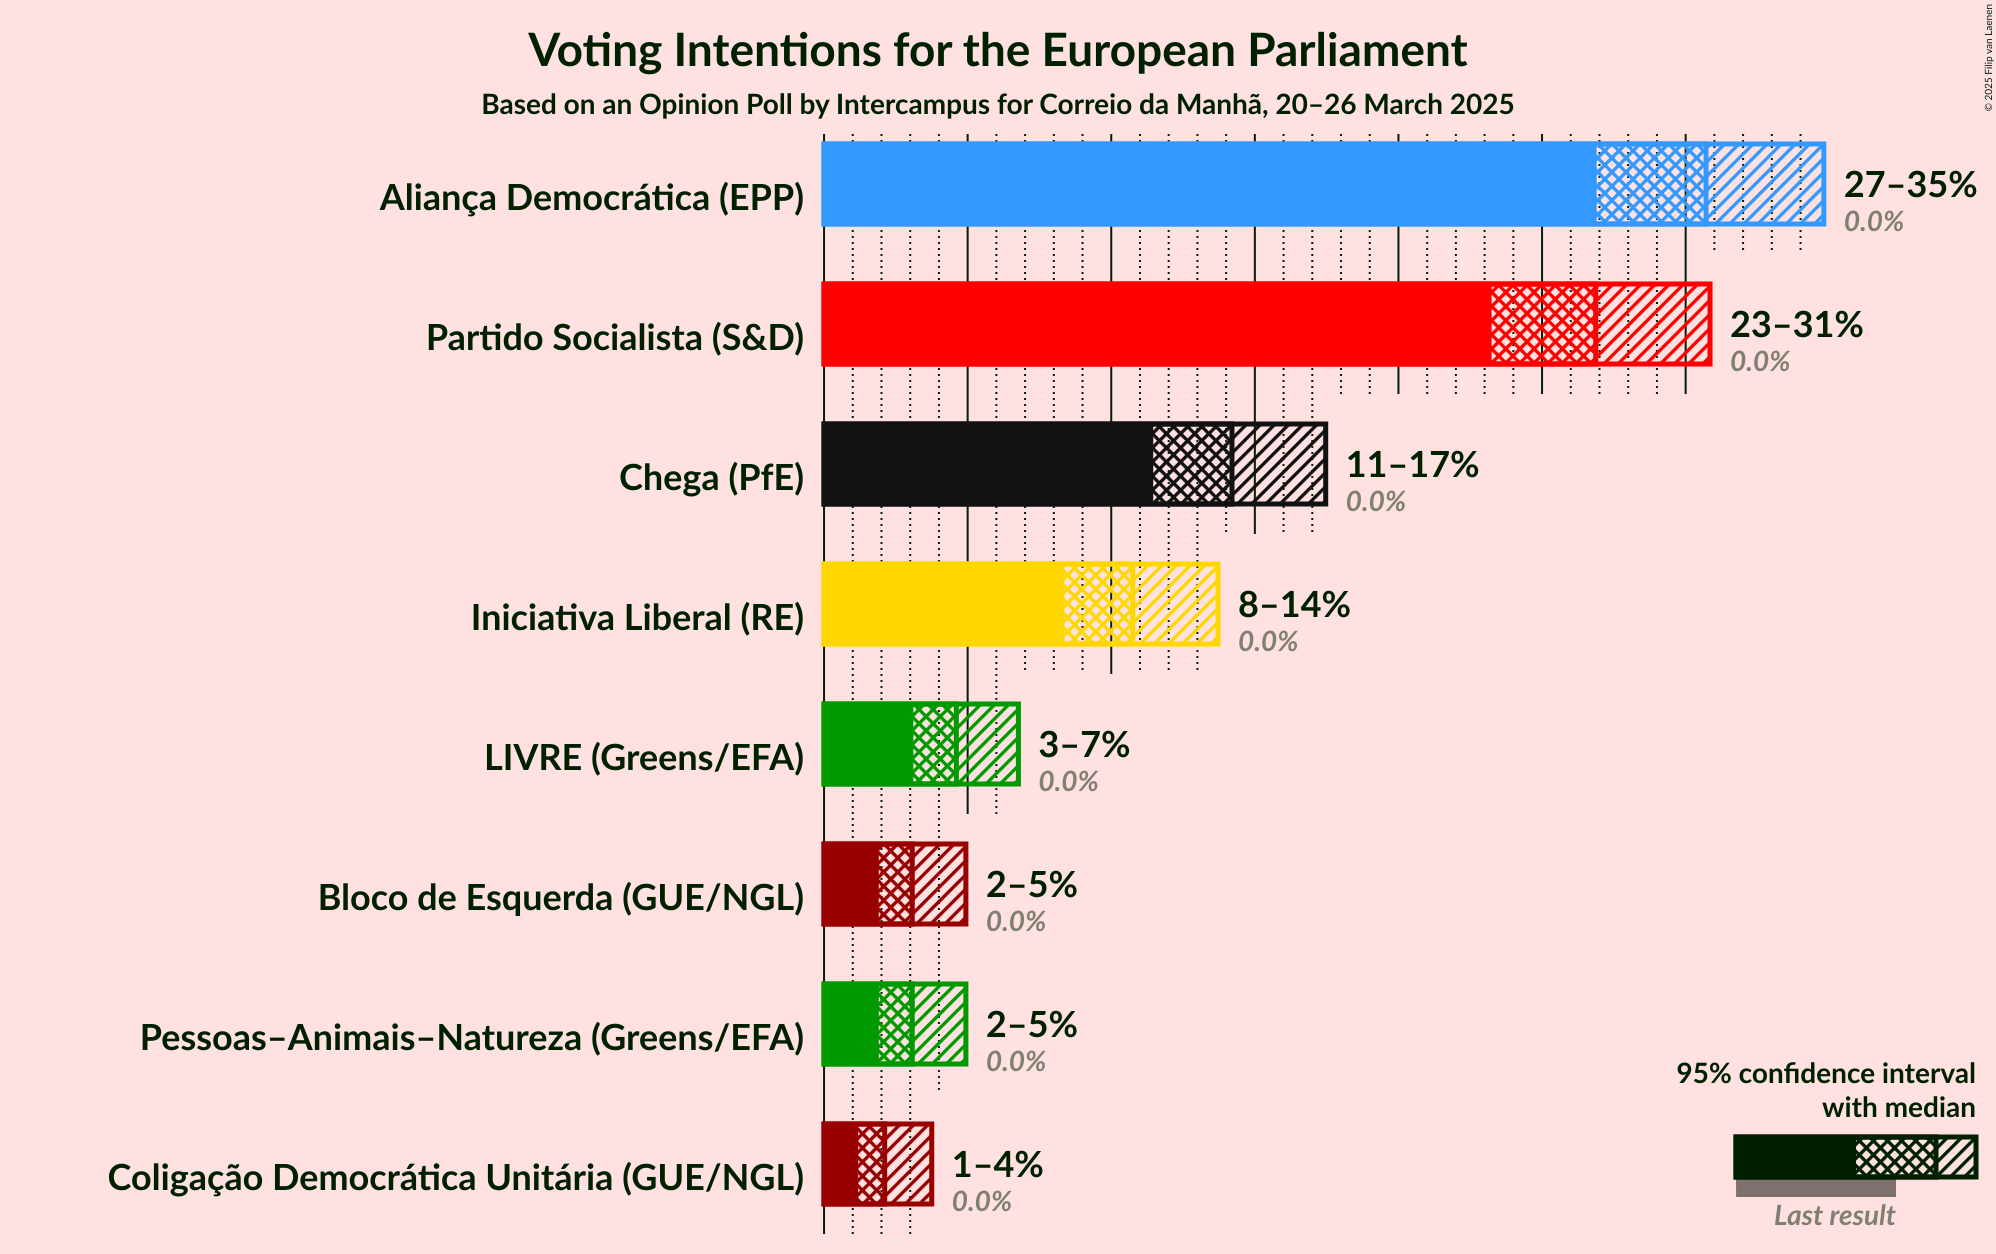 Voting Intentions for the European Parliament
Based on an Opinion Poll by Intercampus for Correio da Manhã, 20–26 March 2025
© 2025 Filip van Laenen
Aliança Democrática (EPP)
27–35%
0.0%
Partido Socialista (S&D)
23–31%
0.0%
Chega (PfE)
11–17%
0.0%
Iniciativa Liberal (RE)
8–14%
0.0%
LIVRE (Greens/EFA)
3–7%
0.0%
Bloco de Esquerda (GUE/NGL)
2–5%
0.0%
Pessoas–Animais–Natureza (Greens/EFA)
2–5%
0.0%
Coligação Democrática Unitária (GUE/NGL)
1–4%
0.0%
95% confidence interval
with median
Last result